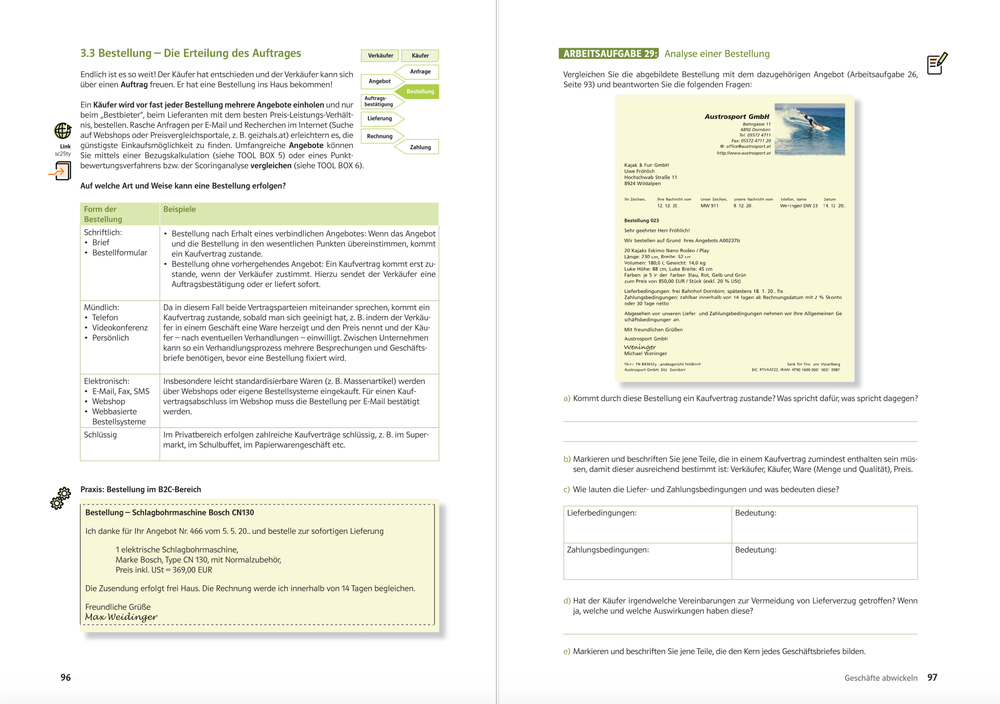 3.3 Bestellung – Die Erteilung des Auftrages
Endlich ist es so weit! Der Käufer hat entschieden und der Verkäufer kann sich
über einen Auftrag freuen. Er hat eine Bestellung ins Haus bekommen!
Ein Käufer wird vor fast jeder Bestellung mehrere Angebote einholen und nur
beim „Bestbieter“, beim Lieferanten mit dem besten Preis-Leistungs-Verhält-
nis, bestellen. Rasche Anfragen per E-Mail und Recherchen im Internet (Suche
auf Webshops oder Preisvergleichsportale, z. B. geizhals.at) erleichtern es, die
günstigste Einkaufsmöglichkeit zu finden. Umfangreiche Angebote können
Sie mittels einer Bezugskalkulation (siehe TOOL BOX 5) oder eines Punkt-
bewertungsverfahrens bzw. der Scoringanalyse vergleichen (siehe TOOL BOX 6).
Verkäufer
Käufer
Anfrage
Angebot
Bestellung
Auftrags-
bestätigung
Lieferung
Rechnung
Zahlung
Link
sc25ty
Auf welche Art und Weise kann eine Bestellung erfolgen?
Form der
Bestellung
Beispiele
Schriftlich:
• Brief
• Bestellformular
• Bestellung nach Erhalt eines verbindlichen Angebotes: Wenn das Angebot
und die Bestellung in den wesentlichen Punkten übereinstimmen, kommt
ein Kaufvertrag zustande.
• Bestellung ohne vorhergehendes Angebot: Ein Kaufvertrag kommt erst zu-
stande, wenn der Verkäufer zustimmt. Hierzu sendet der Verkäufer eine
Auftragsbestätigung oder er liefert sofort.
Mündlich:
• Telefon
• Videokonferenz
• Persönlich
Da in diesem Fall beide Vertragsparteien miteinander sprechen, kommt ein
Kaufvertrag zustande, sobald man sich geeinigt hat, z. B. indem der Verkäu-
fer in einem Geschäft eine Ware herzeigt und den Preis nennt und der Käu-
fer – nach eventuellen Verhandlungen – einwilligt. Zwischen Unternehmen
kann so ein Verhandlungsprozess mehrere Besprechungen und Geschäfts-
briefe benötigen, bevor eine Bestellung fixiert wird.
Elektronisch:
• E-Mail, Fax, SMS
• Webshop
• Webbasierte
Bestellsysteme
Insbesondere leicht standardisierbare Waren (z. B. Massenartikel) werden
über Webshops oder eigene Bestellsysteme eingekauft. Für einen Kauf-
vertragsabschluss im Webshop muss die Bestellung per E-Mail bestätigt
werden.
Schlüssig
Im Privatbereich erfolgen zahlreiche Kaufverträge schlüssig, z. B. im Super-
markt, im Schulbuffet, im Papierwarengeschäft etc.
Praxis: Bestellung im B2C-Bereich
Bestellung – Schlagbohrmaschine Bosch CN130
Ich danke für Ihr Angebot Nr. 466 vom 5. 5. 20.. und bestelle zur sofortigen Lieferung
1 elektrische Schlagbohrmaschine,
Marke Bosch, Type CN 130, mit Normalzubehör,
Preis inkl. USt = 369,00 EUR
Die Zusendung erfolgt frei Haus. Die Rechnung werde ich innerhalb von 14 Tagen begleichen.
Freundliche Grüße
Max Weidinger
96
ARBEITSAUFGABE 29: Analyse einer Bestellung
Vergleichen Sie die abgebildete Bestellung mit dem dazugehörigen Angebot (Arbeitsaufgabe 26,
Seite 93) und beantworten Sie die folgenden Fragen:
Austrosport GmbH
Bahngasse 11
6850 Dornbirn
Tel: 05572 4711
Fax: 05572 4711 20
@: office@austrosport.at
http://www.austrosport.at
Kajak & Fun GmbH
Uwe Fröhlich
Hochschwab Straße 11
8924 Wildalpen
Ihr Zeichen, Ihre Nachricht vom Unser Zeichen, unsere Nachricht vom Telefon, Name Datum
12. 12. 20.. MW 911 9. 12. 20.. Weninger/ DW 33 14. 12. 20..
Bestellung 023
Sehr geehrter Herr Fröhlich!
Wir bestellen auf Grund Ihres Angebots A00237b:
20 Kajaks Eskimo Nano Rodeo / Play
Länge: 230 cm, Breite: 62 cm
Volumen: 180,0 l, Gewicht: 14,0 kg
Luke Höhe: 88 cm, Luke Breite: 45 cm
Farben: je 5 in den Farben Blau, Rot, Gelb und Grün
zum Preis von 850,00 EUR / Stück (exkl. 20 % USt)
Lieferbedingungen: frei Bahnhof Dornbirn; spätestens 18. 1. 20.. fix
Zahlungsbedingungen: zahlbar innerhalb von 14 Tagen ab Rechnungsdatum mit 2 % Skonto
oder 30 Tage netto
Abgesehen von unseren Liefer- und Zahlungsbedingungen nehmen wir Ihre Allgemeinen Ge-
schäftsbedingungen an.
Mit freundlichen Grüßen
Austrosport GmbH
Weninger
Michael Weninger
Fb-nr. FN 843632y Landesgericht Feldkirch
Austrosport GmbH, Sitz: Dornbirn
Bank für Tirol und Vorarlberg
BIC: BTVAAT22, IBAN: AT90 1600 0001 0031 0987
a) Kommt durch diese Bestellung ein Kaufvertrag zustande? Was spricht dafür, was spricht dagegen?
b) Markieren und beschriften Sie jene Teile, die in einem Kaufvertrag zumindest enthalten sein müs-
sen, damit dieser ausreichend bestimmt ist: Verkäufer, Käufer, Ware (Menge und Qualität), Preis.
c) Wie lauten die Liefer- und Zahlungsbedingungen und was bedeuten diese?
Lieferbedingungen:
Bedeutung:
Zahlungsbedingungen:
Bedeutung:
d) Hat der Käufer irgendwelche Vereinbarungen zur Vermeidung von Lieferverzug getroffen? Wenn
ja, welche und welche Auswirkungen haben diese?
e) Markieren und beschriften Sie jene Teile, die den Kern jedes Geschäftsbriefes bilden.
Geschäfte abwickeln 97